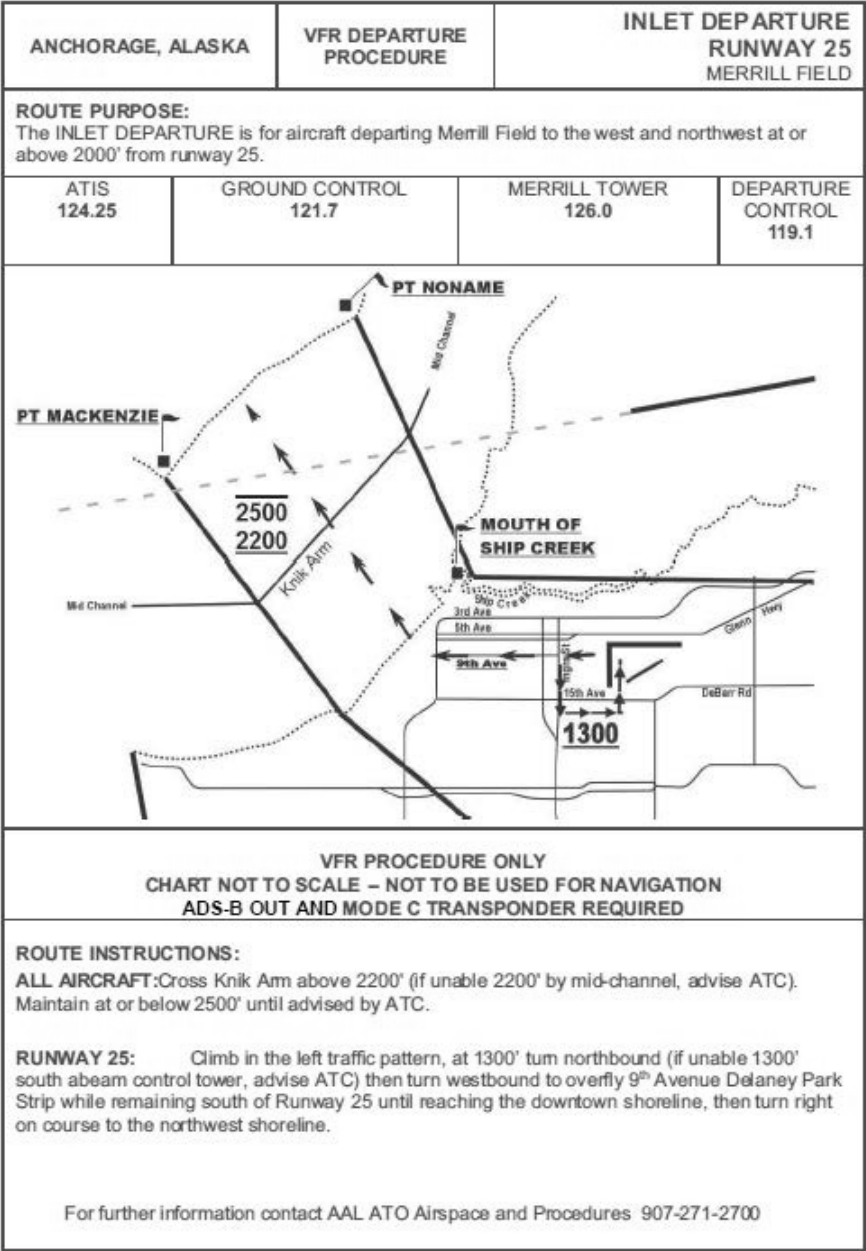 ANCHORAGE, ALASKA
VFR DEPARTURE
PROCEDURE
INLET DEPARTURE
RUNWAY 25
MERRILL FIELD
ROUTE PURPOSE:
The INLET DEPARTURE is for aircraft departing Merrill Field to the west and northwest at or
above 2000' from runway 25.
ATIS
124.25
GROUND CONTROL
121.7
MERRILL TOWER
126.0
DEPARTURE
CONTROL
119.1
PT NONAME
Mid Channel
PT MACKENZIE
2500
2200
Knik Arm
MOUTH OF
SHIP CREEK
Mid Channel
Ship Creek
3rd Ave
5th Ave
Glenn Hwy
9th Ave
15th Ave
DeBarr Rd
1300
VFR PROCEDURE ONLY
CHART NOT TO SCALE – NOT TO BE USED FOR NAVIGATION
ADS-B OUT AND MODE C TRANSPONDER REQUIRED
ROUTE INSTRUCTIONS:
ALL AIRCRAFT:Cross Knik Arm above 2200' (if unable 2200' by mid-channel, advise ATC).
Maintain at or below 2500' until advised by ATC.
RUNWAY 25: Climb in the left traffic pattern, at 1300' turn northbound (if unable 1300'
south abeam control tower, advise ATC) then turn westbound to overfly 9th Avenue Delaney Park
Strip while remaining south of Runway 25 until reaching the downtown shoreline, then turn right
on course to the northwest shoreline.
For further information contact AAL ATO Airspace and Procedures 907-271-2700